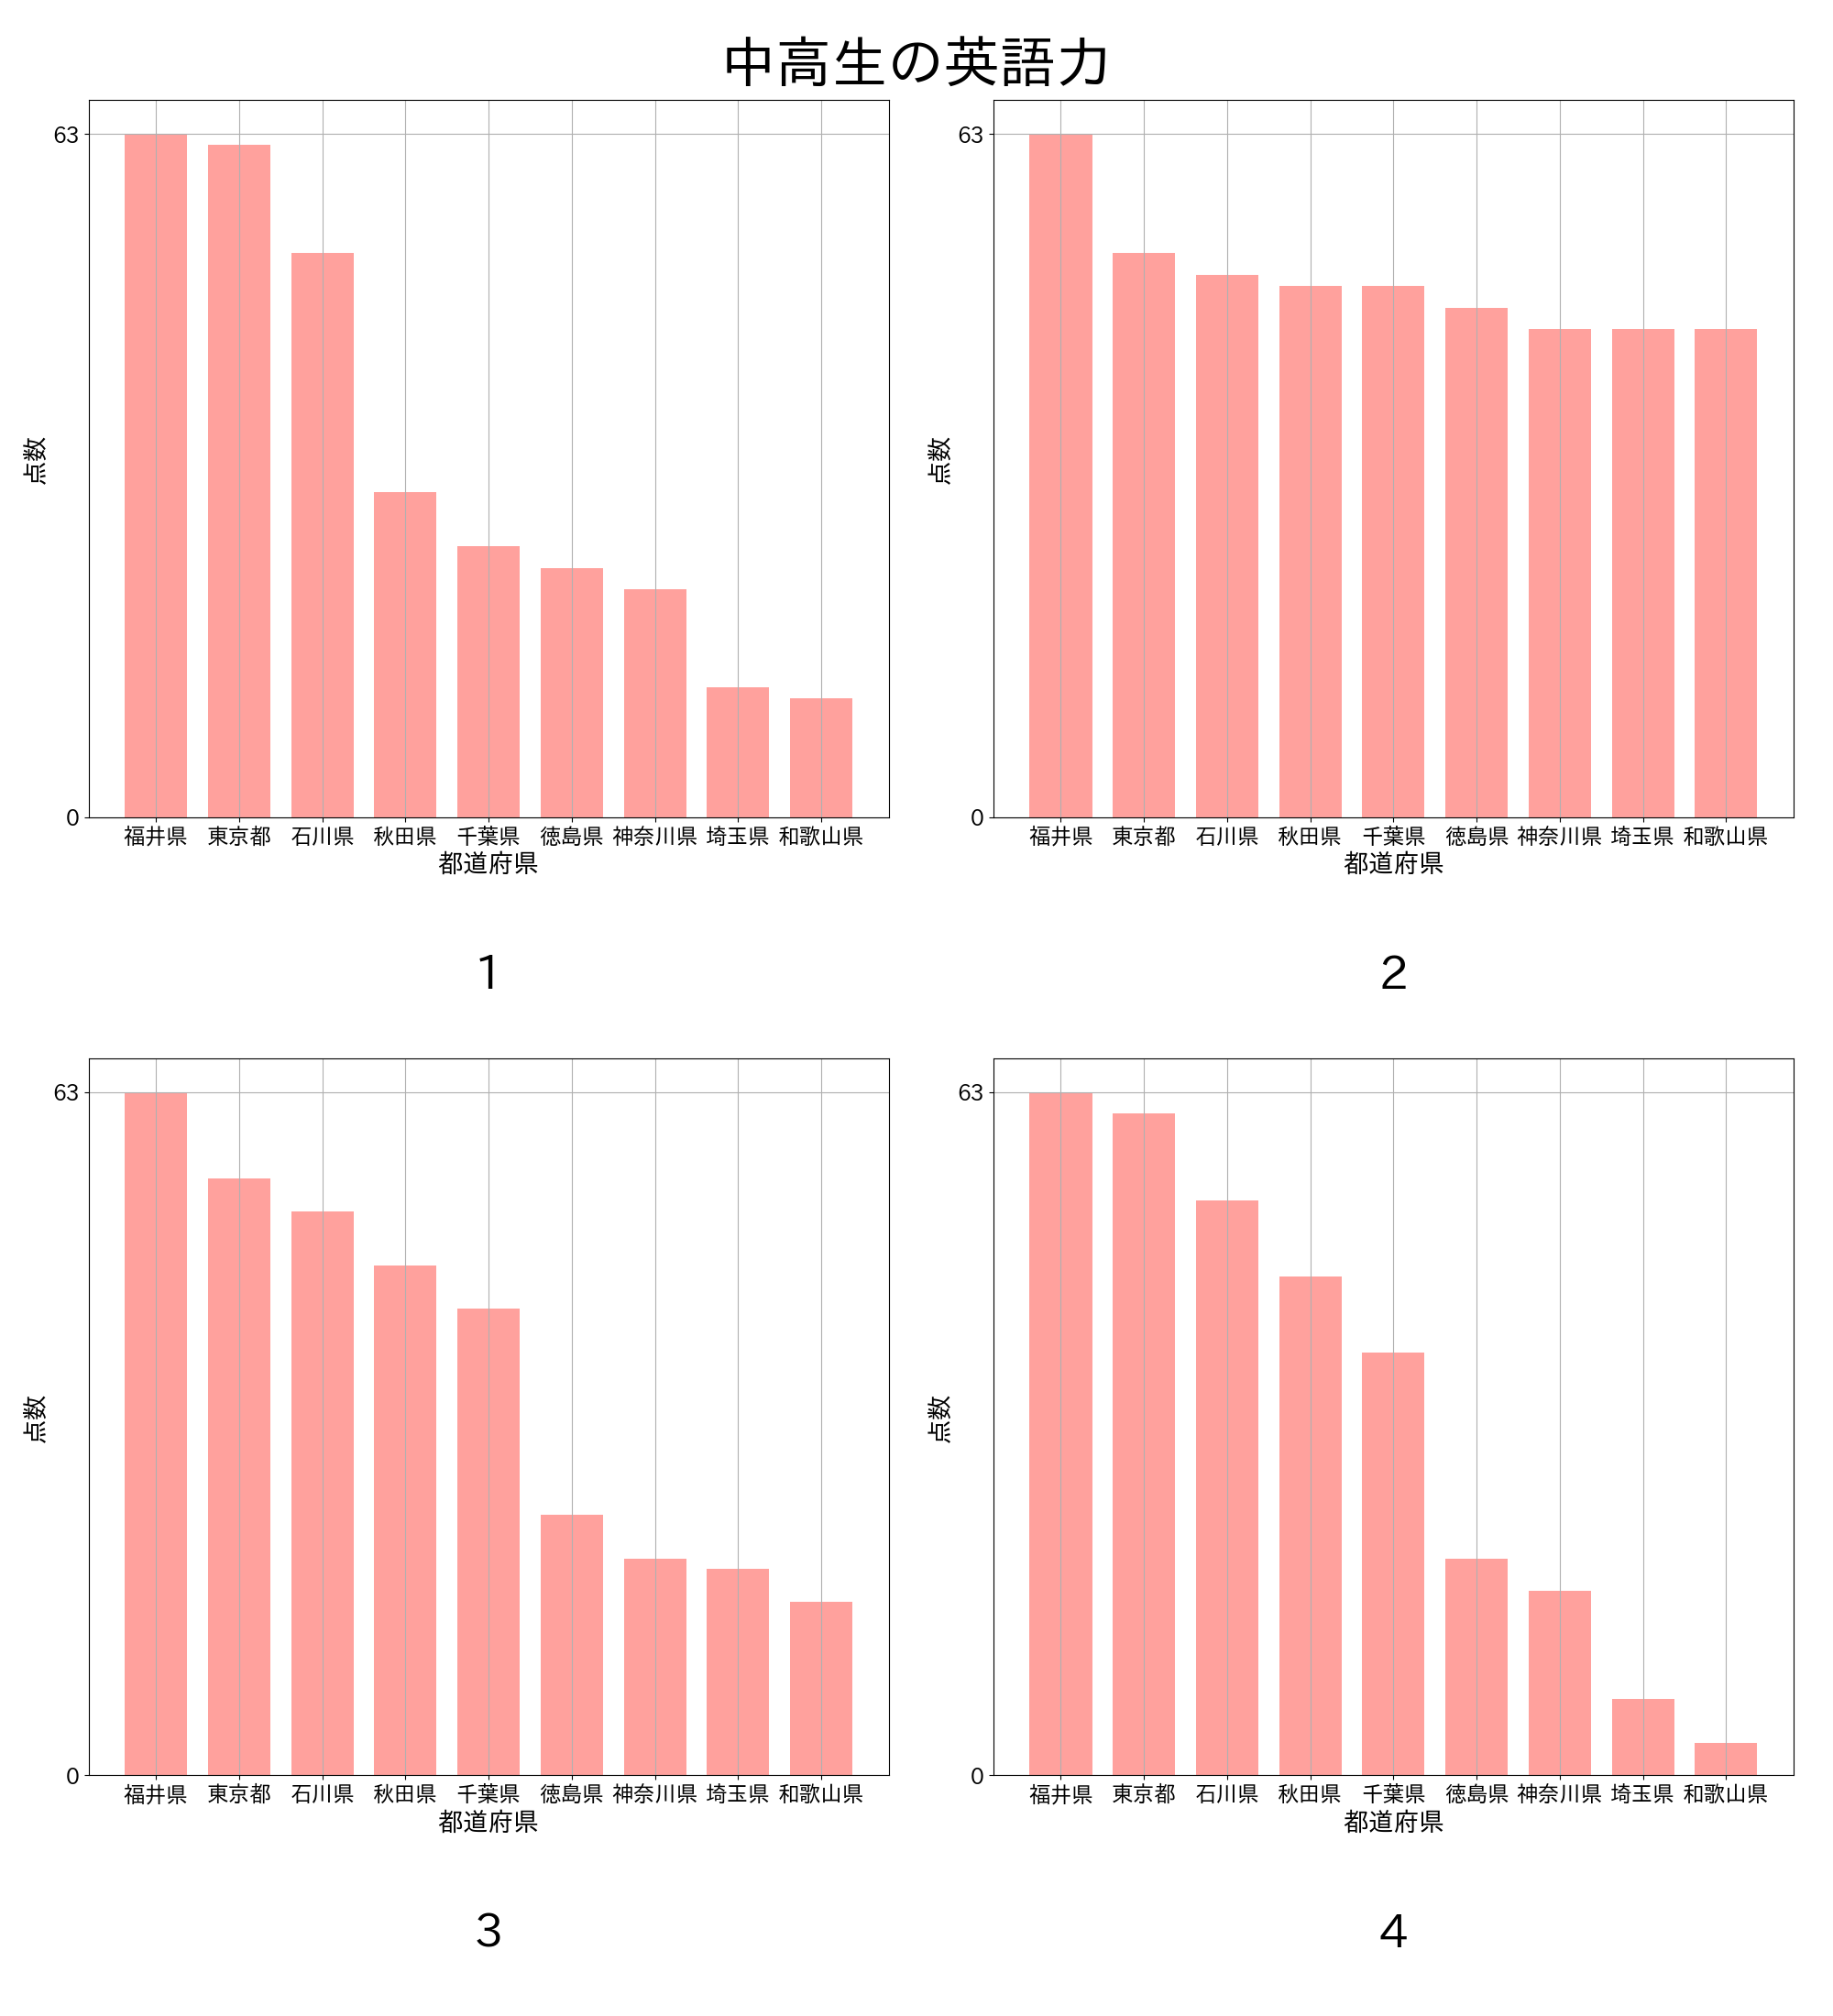 中高生の英語力
63
0
点数
福井県 東京都 石川県 秋田県 千葉県 徳島県 神奈川県 埼玉県 和歌山県
都道府県
1
63
0
点数
福井県 東京都 石川県 秋田県 千葉県 徳島県 神奈川県 埼玉県 和歌山県
都道府県
2
63
0
点数
福井県 東京都 石川県 秋田県 千葉県 徳島県 神奈川県 埼玉県 和歌山県
都道府県
3
63
0
点数
福井県 東京都 石川県 秋田県 千葉県 徳島県 神奈川県 埼玉県 和歌山県
都道府県
4